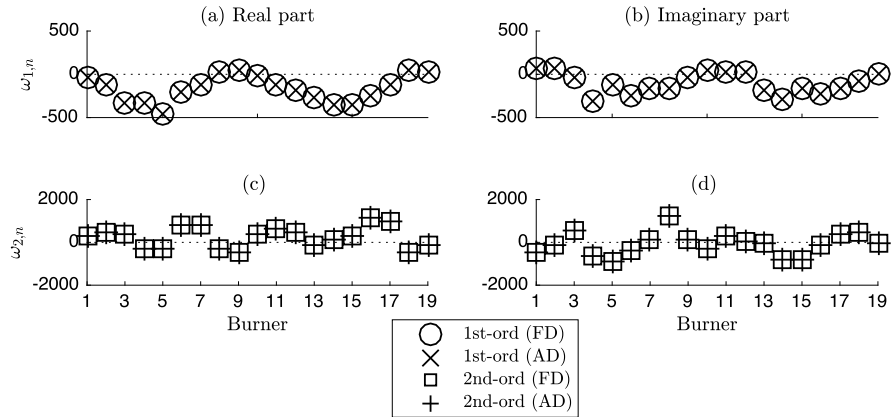 (a) Real part
(b) Imaginary part
500
0
-500
ω1,n
500
0
-500
(c)
(d)
2000
0
-2000
ω2,n
2000
0
-2000
1 3 5 7 9 11 13 15 17 19
1 3 5 7 9 11 13 15 17 19
Burner
Burner
1st-ord (FD)
1st-ord (AD)
2nd-ord (FD)
2nd-ord (AD)